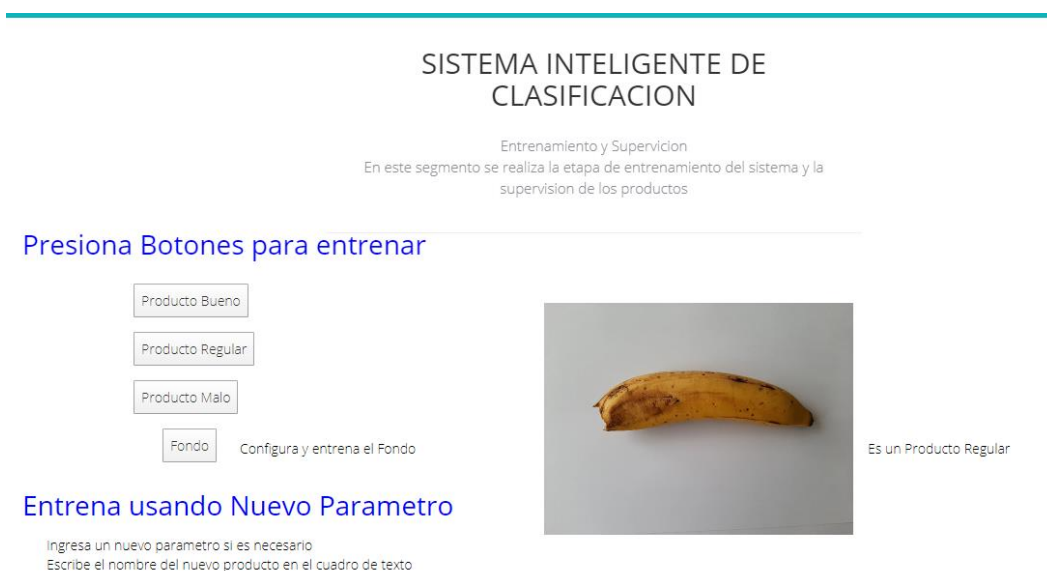 SISTEMA INTELIGENTE DE
CLASIFICACION
Entrenamiento y Supervicion
En este segmento se realiza la etapa de entrenamiento del sistema y la
supervision de los productos
Presiona Botones para entrenar
Producto Bueno
Producto Regular
Producto Malo
Fondo
Configura y entrena el Fondo
Es un Producto Regular
Entrena usando Nuevo Parametro
Ingresa un nuevo parametro si es necesario
Escribe el nombre del nuevo producto en el cuadro de texto